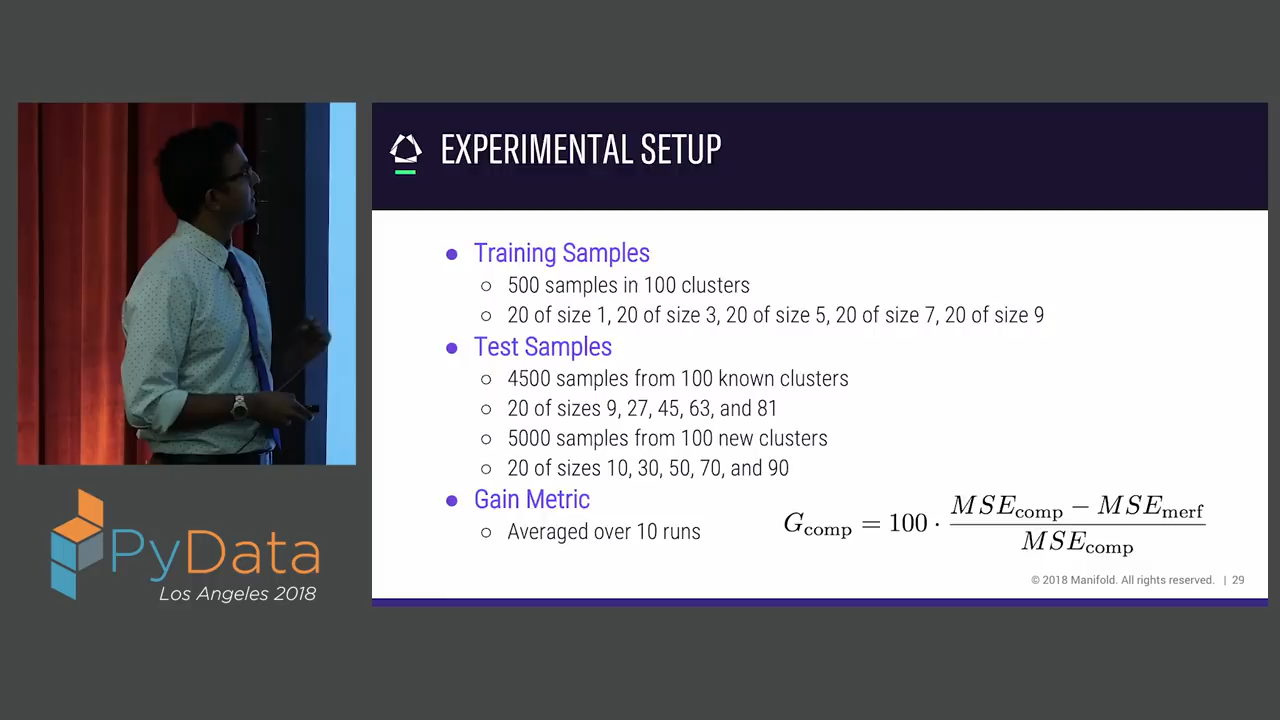 EXPERIMENTAL SETUP
● Training Samples
○ 500 samples in 100 clusters
○ 20 of size 1, 20 of size 3, 20 of size 5, 20 of size 7, 20 of size 9
● Test Samples
○ 4500 samples from 100 known clusters
○ 20 of sizes 9, 27, 45, 63, and 81
○ 5000 samples from 100 new clusters
○ 20 of sizes 10, 30, 50, 70, and 90
● Gain Metric
○ Averaged over 10 runs
G_comp = 100 · (MSE_comp − MSE_merf) / MSE_comp
© 2018 Manifold. All rights reserved. | 29
PyData
Los Angeles 2018